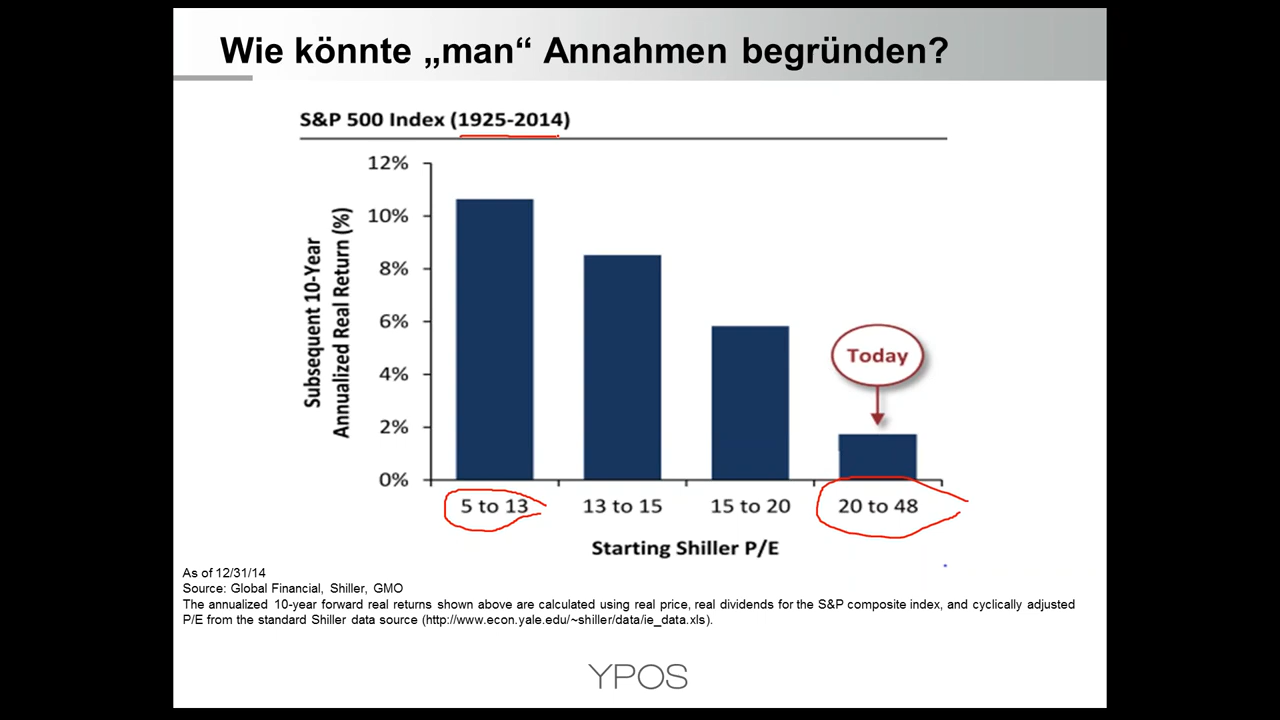 Wie könnte „man“ Annahmen begründen?
S&P 500 Index (1925-2014)
Subsequent 10-Year
Annualized Real Return (%)
12%
10%
8%
6%
4%
2%
0%
Today
5 to 13
13 to 15
15 to 20
20 to 48
Starting Shiller P/E
As of 12/31/14
Source: Global Financial, Shiller, GMO
The annualized 10-year forward real returns shown above are calculated using real price, real dividends for the S&P composite index, and cyclically adjusted
P/E from the standard Shiller data source (http://www.econ.yale.edu/~shiller/data/ie_data.xls).
YPOS